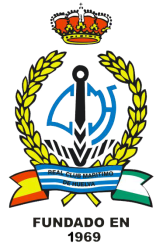 REAL CLUB MARITIMO
DE HUELVA
FUNDADO EN
1969